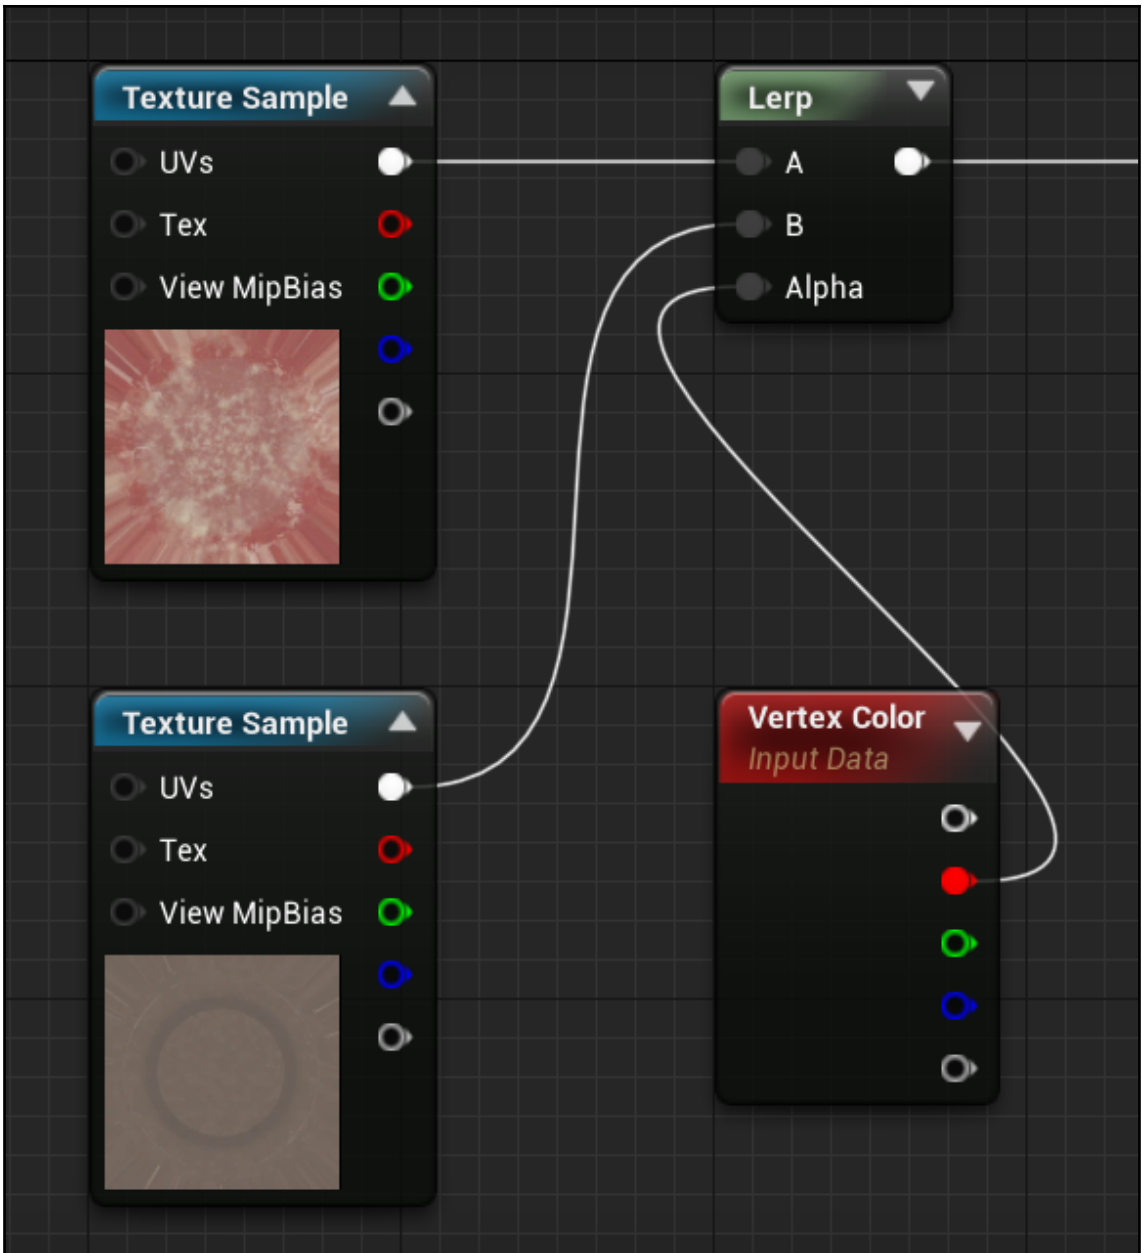 Texture Sample
UVs
Tex
View MipBias
Lerp
A
B
Alpha
Texture Sample
UVs
Tex
View MipBias
Vertex Color
Input Data